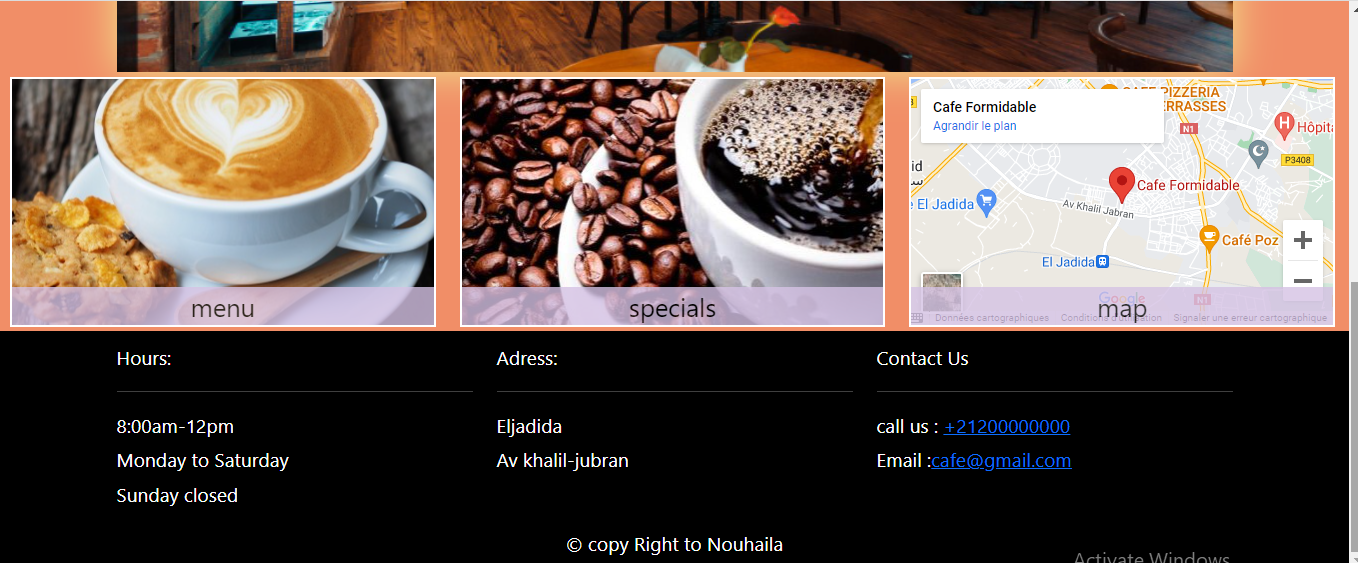 CAFE PIZZERIA
TERRASSES
Cafe Formidable
Agrandir le plan
N1
Hôpita
P3408
id
Cafe Formidable
e El Jadida
Av Khalil Jabran
Café Poz
El Jadida
Google
N1
menu
specials
map
Données cartographiques
Conditions d'utilisation
Signaler une erreur cartographique
Hours:
Adress:
Contact Us
8:00am-12pm
Eljadida
call us : +21200000000
Monday to Saturday
Av khalil-jubran
Email :cafe@gmail.com
Sunday closed
© copy Right to Nouhaila
Activate Windows